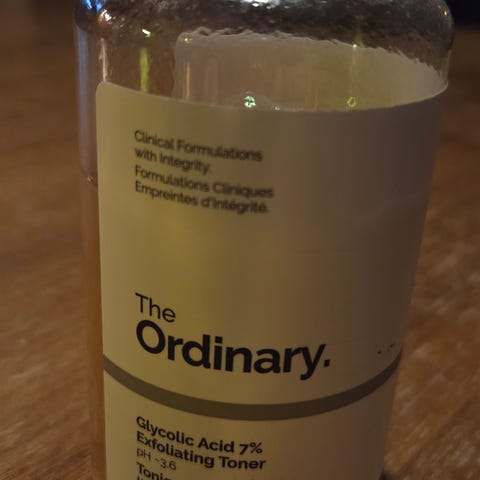 Clinical Formulations
with Integrity.
Formulations Cliniques
Empreintes d'Intégrité.
The
Ordinary.
Glycolic Acid 7%
Exfoliating Toner
pH ~3.6